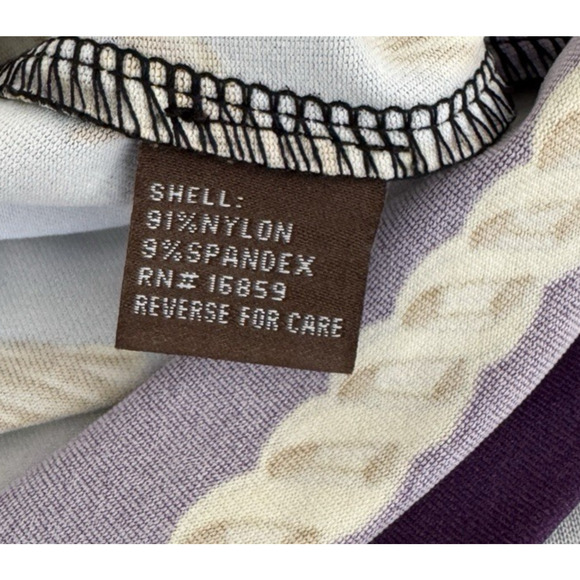 SHELL:
91%NYLON
9%SPANDEX
RN# 16859
REVERSE FOR CARE